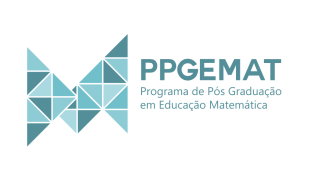 PPGEMAT
Programa de Pós Graduação
em Educação Matemática